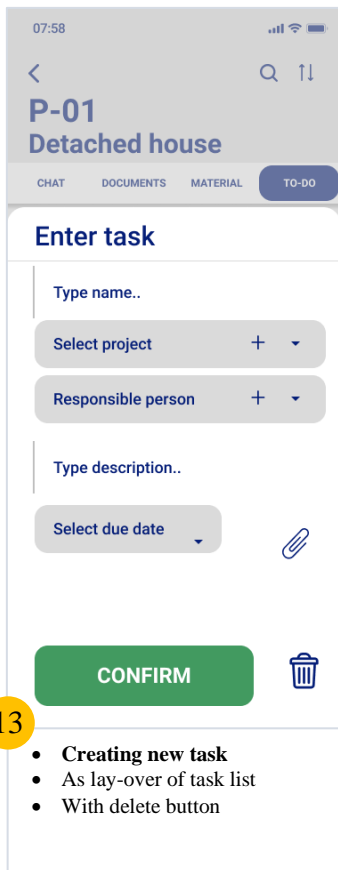 07:58
P-01
Detached house
CHAT DOCUMENTS MATERIAL TO-DO
Enter task
Type name..
Select project
Responsible person
Type description..
Select due date
CONFIRM
13
• Creating new task
• As lay-over of task list
• With delete button